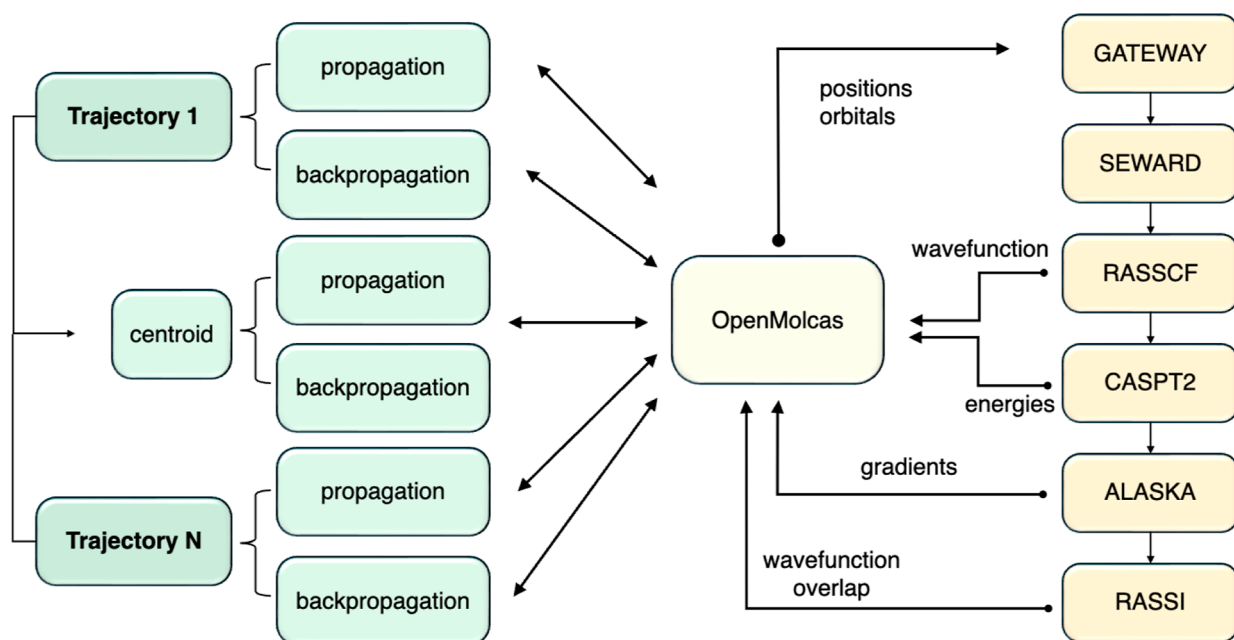 Trajectory 1
propagation
backpropagation
centroid
propagation
backpropagation
Trajectory N
propagation
backpropagation
OpenMolcas
positions
orbitals
wavefunction
energies
gradients
wavefunction
overlap
GATEWAY
SEWARD
RASSCF
CASPT2
ALASKA
RASSI